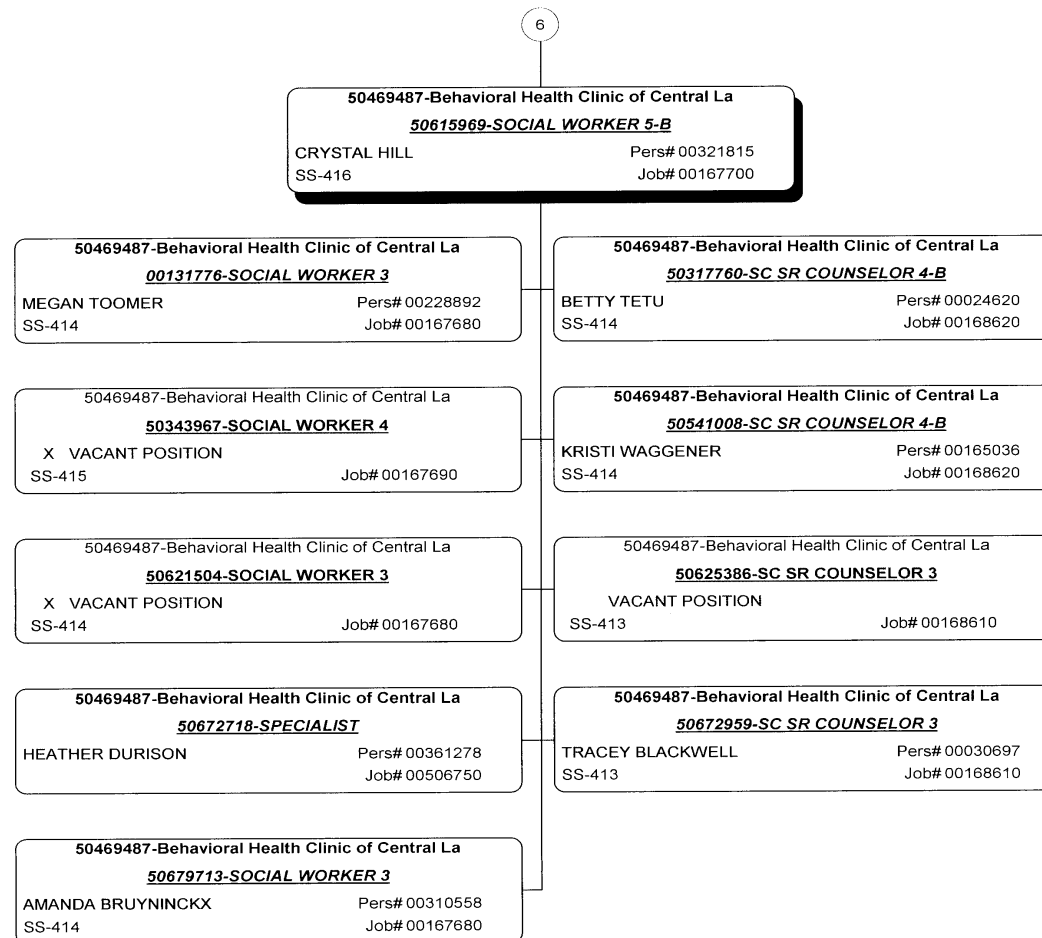 6
50469487-Behavioral Health Clinic of Central La
50615969-SOCIAL WORKER 5-B
CRYSTAL HILL Pers# 00321815
SS-416 Job# 00167700
50469487-Behavioral Health Clinic of Central La
00131776-SOCIAL WORKER 3
MEGAN TOOMER Pers# 00228892
SS-414 Job# 00167680
50469487-Behavioral Health Clinic of Central La
50317760-SC SR COUNSELOR 4-B
BETTY TETU Pers# 00024620
SS-414 Job# 00168620
50469487-Behavioral Health Clinic of Central La
50343967-SOCIAL WORKER 4
X VACANT POSITION
SS-415 Job# 00167690
50469487-Behavioral Health Clinic of Central La
50541008-SC SR COUNSELOR 4-B
KRISTI WAGGENER Pers# 00165036
SS-414 Job# 00168620
50469487-Behavioral Health Clinic of Central La
50621504-SOCIAL WORKER 3
X VACANT POSITION
SS-414 Job# 00167680
50469487-Behavioral Health Clinic of Central La
50625386-SC SR COUNSELOR 3
VACANT POSITION
SS-413 Job# 00168610
50469487-Behavioral Health Clinic of Central La
50672718-SPECIALIST
HEATHER DURISON Pers# 00361278
Job# 00506750
50469487-Behavioral Health Clinic of Central La
50672959-SC SR COUNSELOR 3
TRACEY BLACKWELL Pers# 00030697
SS-413 Job# 00168610
50469487-Behavioral Health Clinic of Central La
50679713-SOCIAL WORKER 3
AMANDA BRUYNINCKX Pers# 00310558
SS-414 Job# 00167680